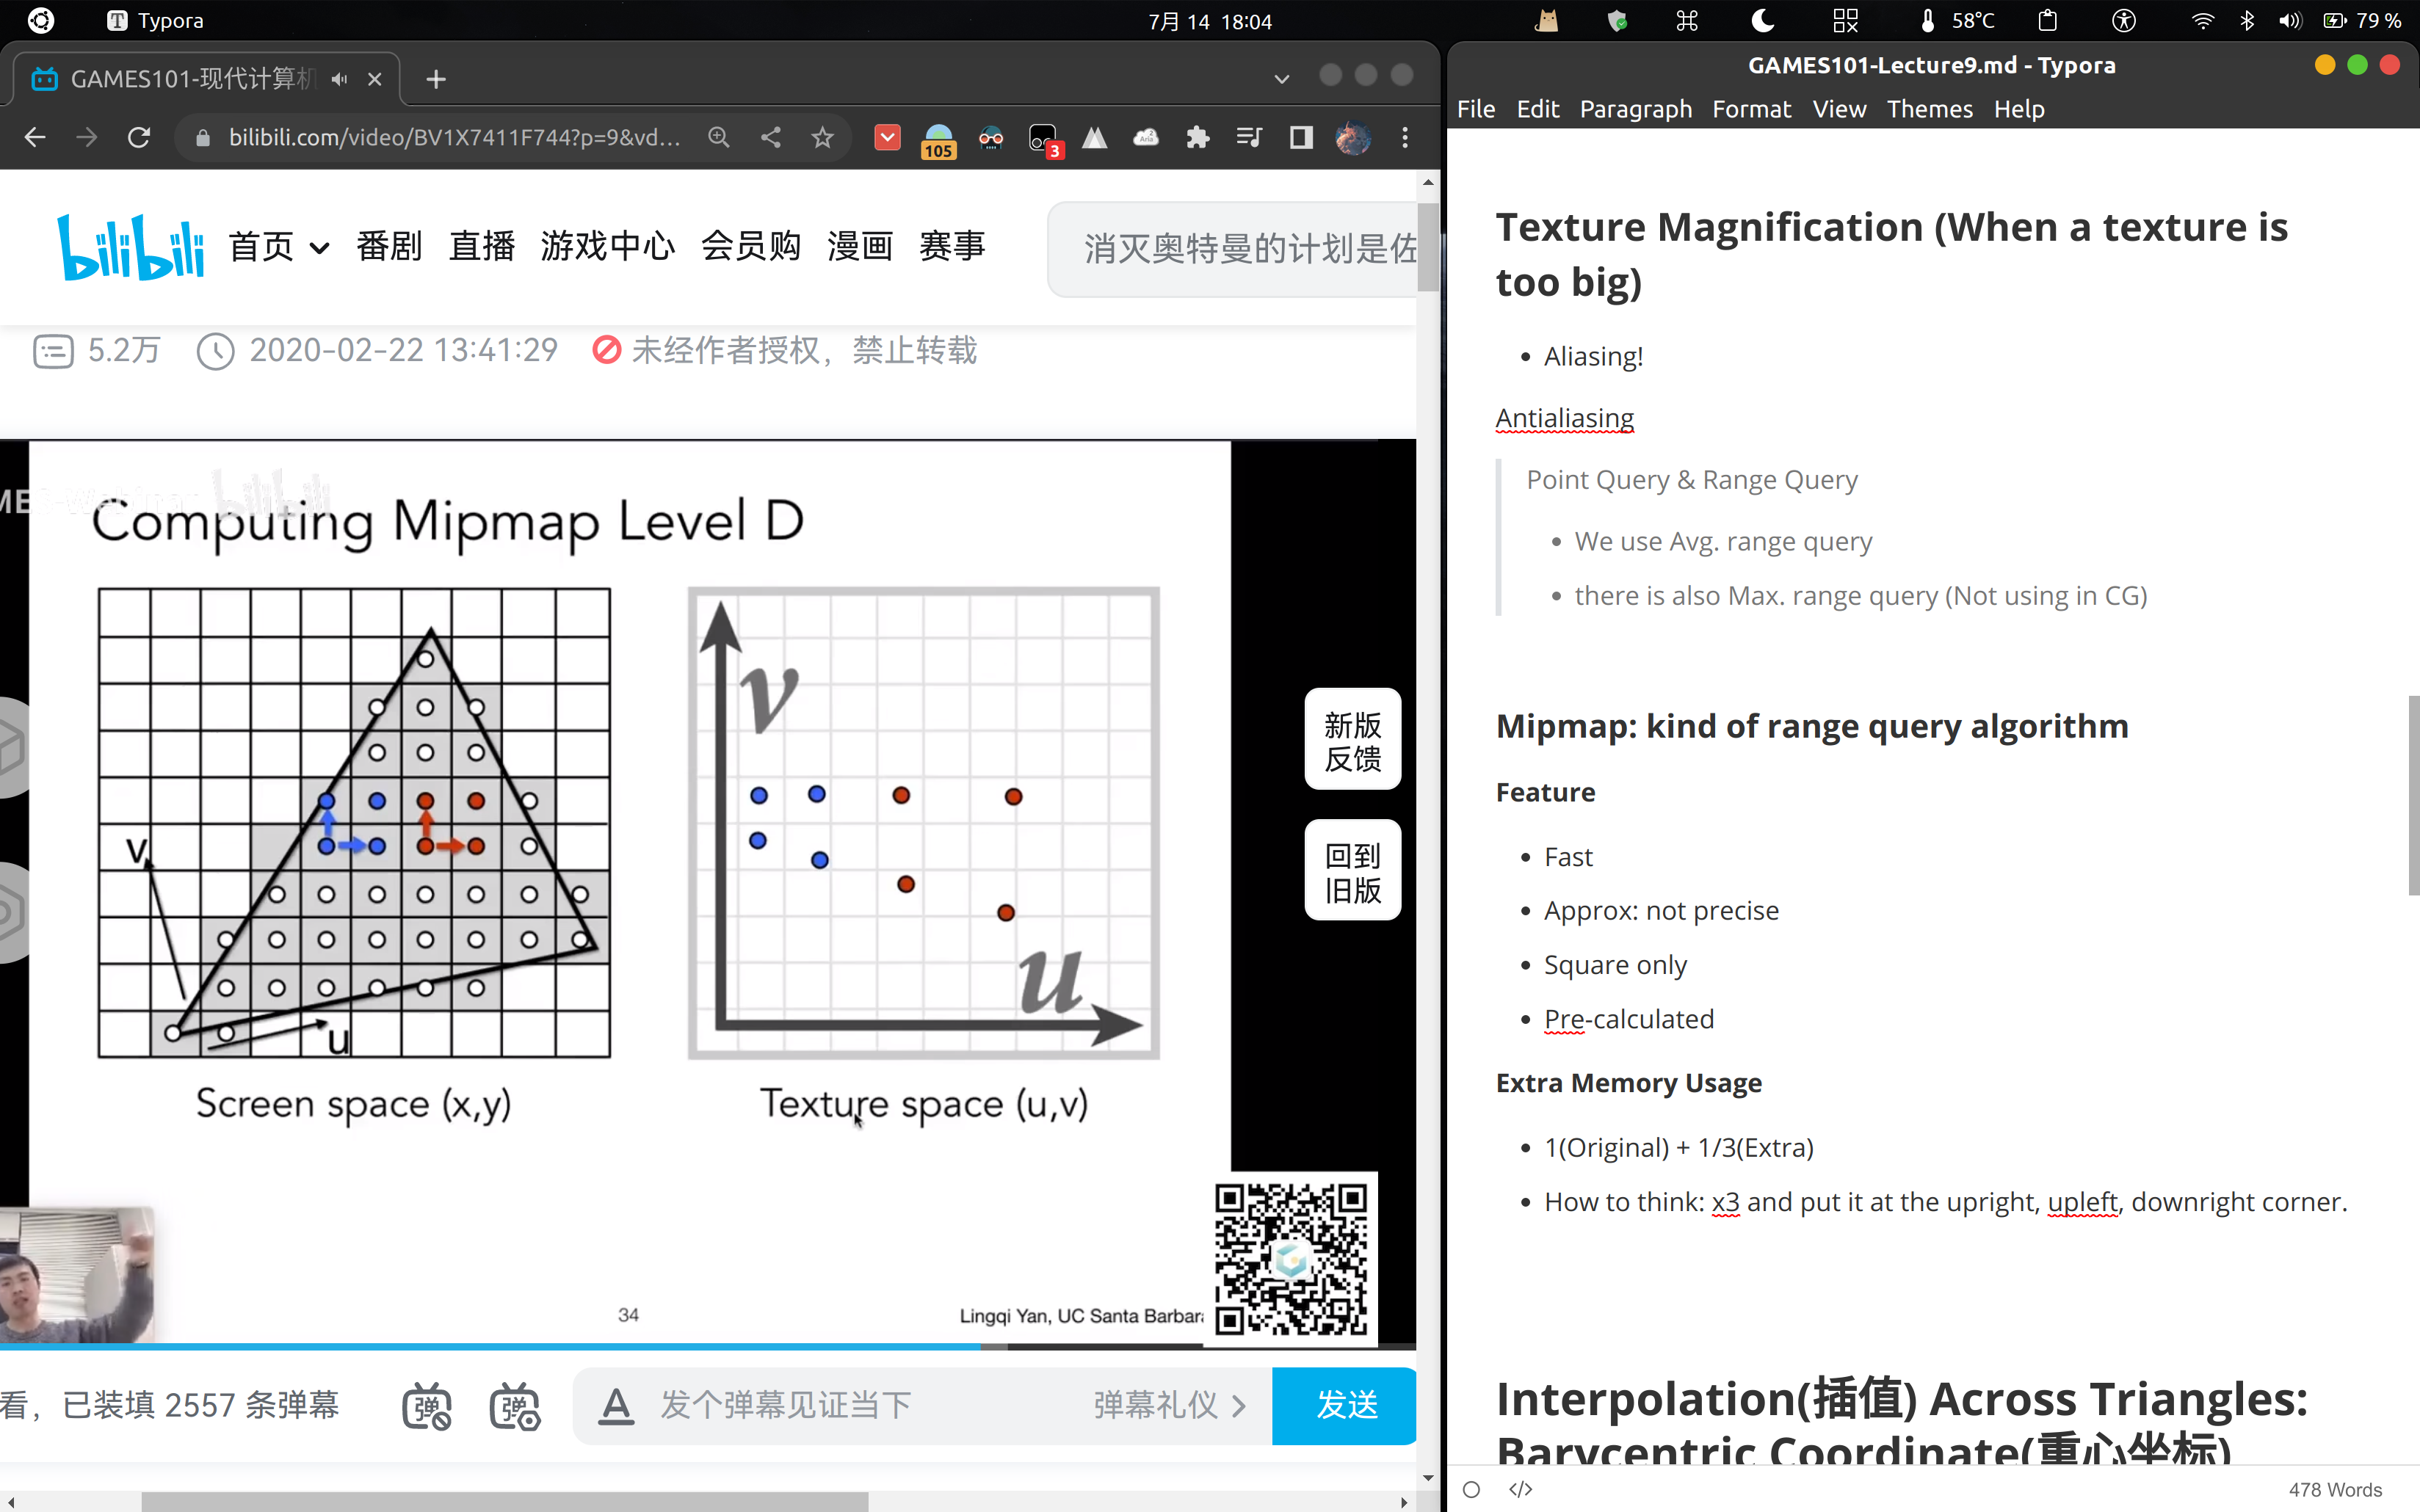 Typora
7月 14 18:04
58°C
79 %
GAMES101-现代计算机
bilibili.com/video/BV1X7411F744?p=9&vd...
105
3
bilibili
首页
番剧
直播
游戏中心
会员购
漫画
赛事
消灭奥特曼的计划是佐
5.2万
2020-02-22 13:41:29
未经作者授权，禁止转载
bilibili
Computing Mipmap Level D
v
u
Screen space (x,y)
v
u
Texture space (u,v)
新版
反馈
回到
旧版
34
Lingqi Yan, UC Santa Barbara
看，已装填 2557 条弹幕
弹
弹
A
发个弹幕见证当下
弹幕礼仪 >
发送
GAMES101-Lecture9.md - Typora
File Edit Paragraph Format View Themes Help
Texture Magnification (When a texture is
too big)
• Aliasing!
Antialiasing
Point Query & Range Query
• We use Avg. range query
• there is also Max. range query (Not using in CG)
Mipmap: kind of range query algorithm
Feature
• Fast
• Approx: not precise
• Square only
• Pre-calculated
Extra Memory Usage
• 1(Original) + 1/3(Extra)
• How to think: x3 and put it at the upright, upleft, downright corner.
Interpolation(插值) Across Triangles:
Barycentric Coordinate(重心坐标)
</>
478 Words